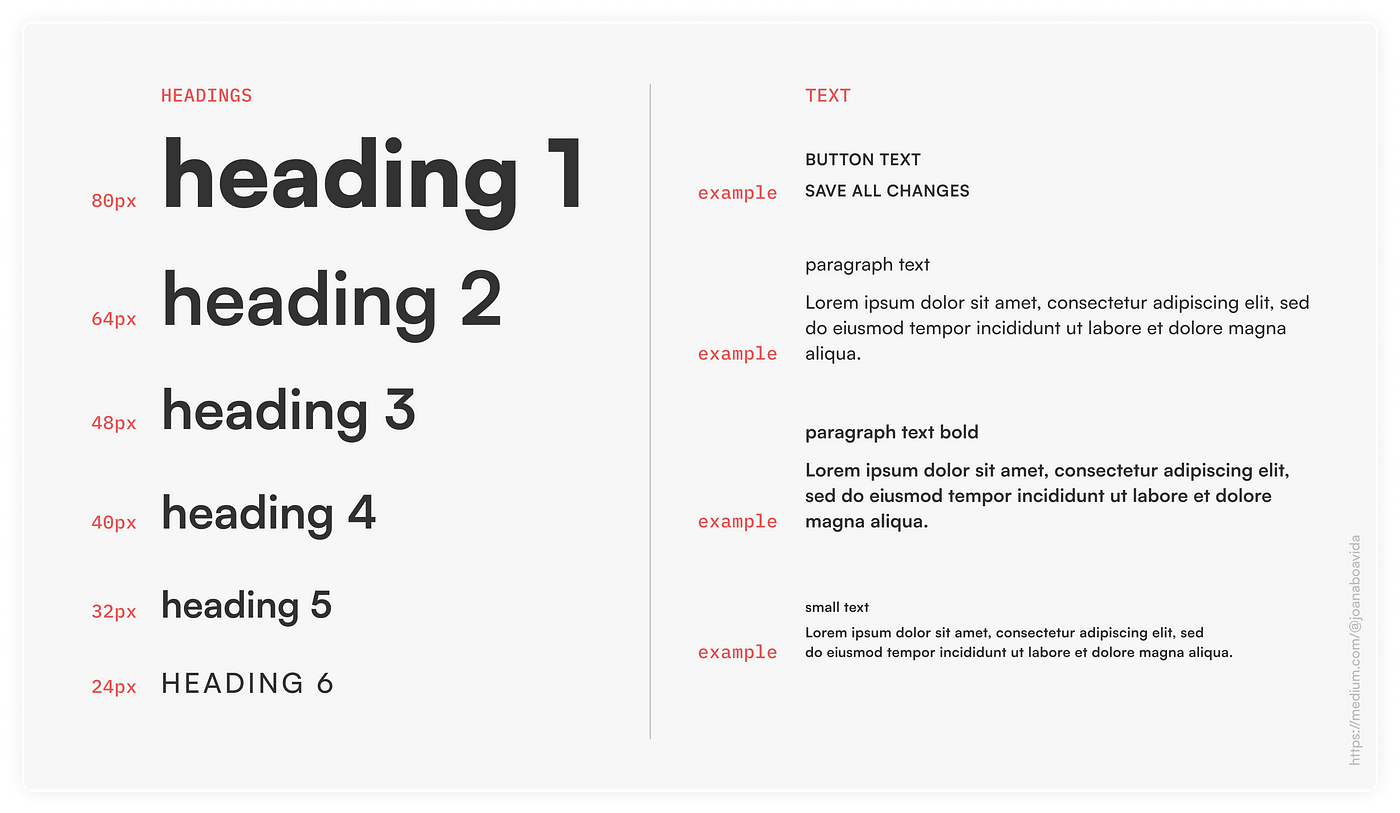 HEADINGS
80px heading 1
64px heading 2
48px heading 3
40px heading 4
32px heading 5
24px HEADING 6
TEXT
BUTTON TEXT
example SAVE ALL CHANGES
paragraph text
Lorem ipsum dolor sit amet, consectetur adipiscing elit, sed
do eiusmod tempor incididunt ut labore et dolore magna
example aliqua.
paragraph text bold
Lorem ipsum dolor sit amet, consectetur adipiscing elit,
sed do eiusmod tempor incididunt ut labore et dolore
example magna aliqua.
small text
Lorem ipsum dolor sit amet, consectetur adipiscing elit, sed
example do eiusmod tempor incididunt ut labore et dolore magna aliqua.
https://medium.com/@joanaboavida